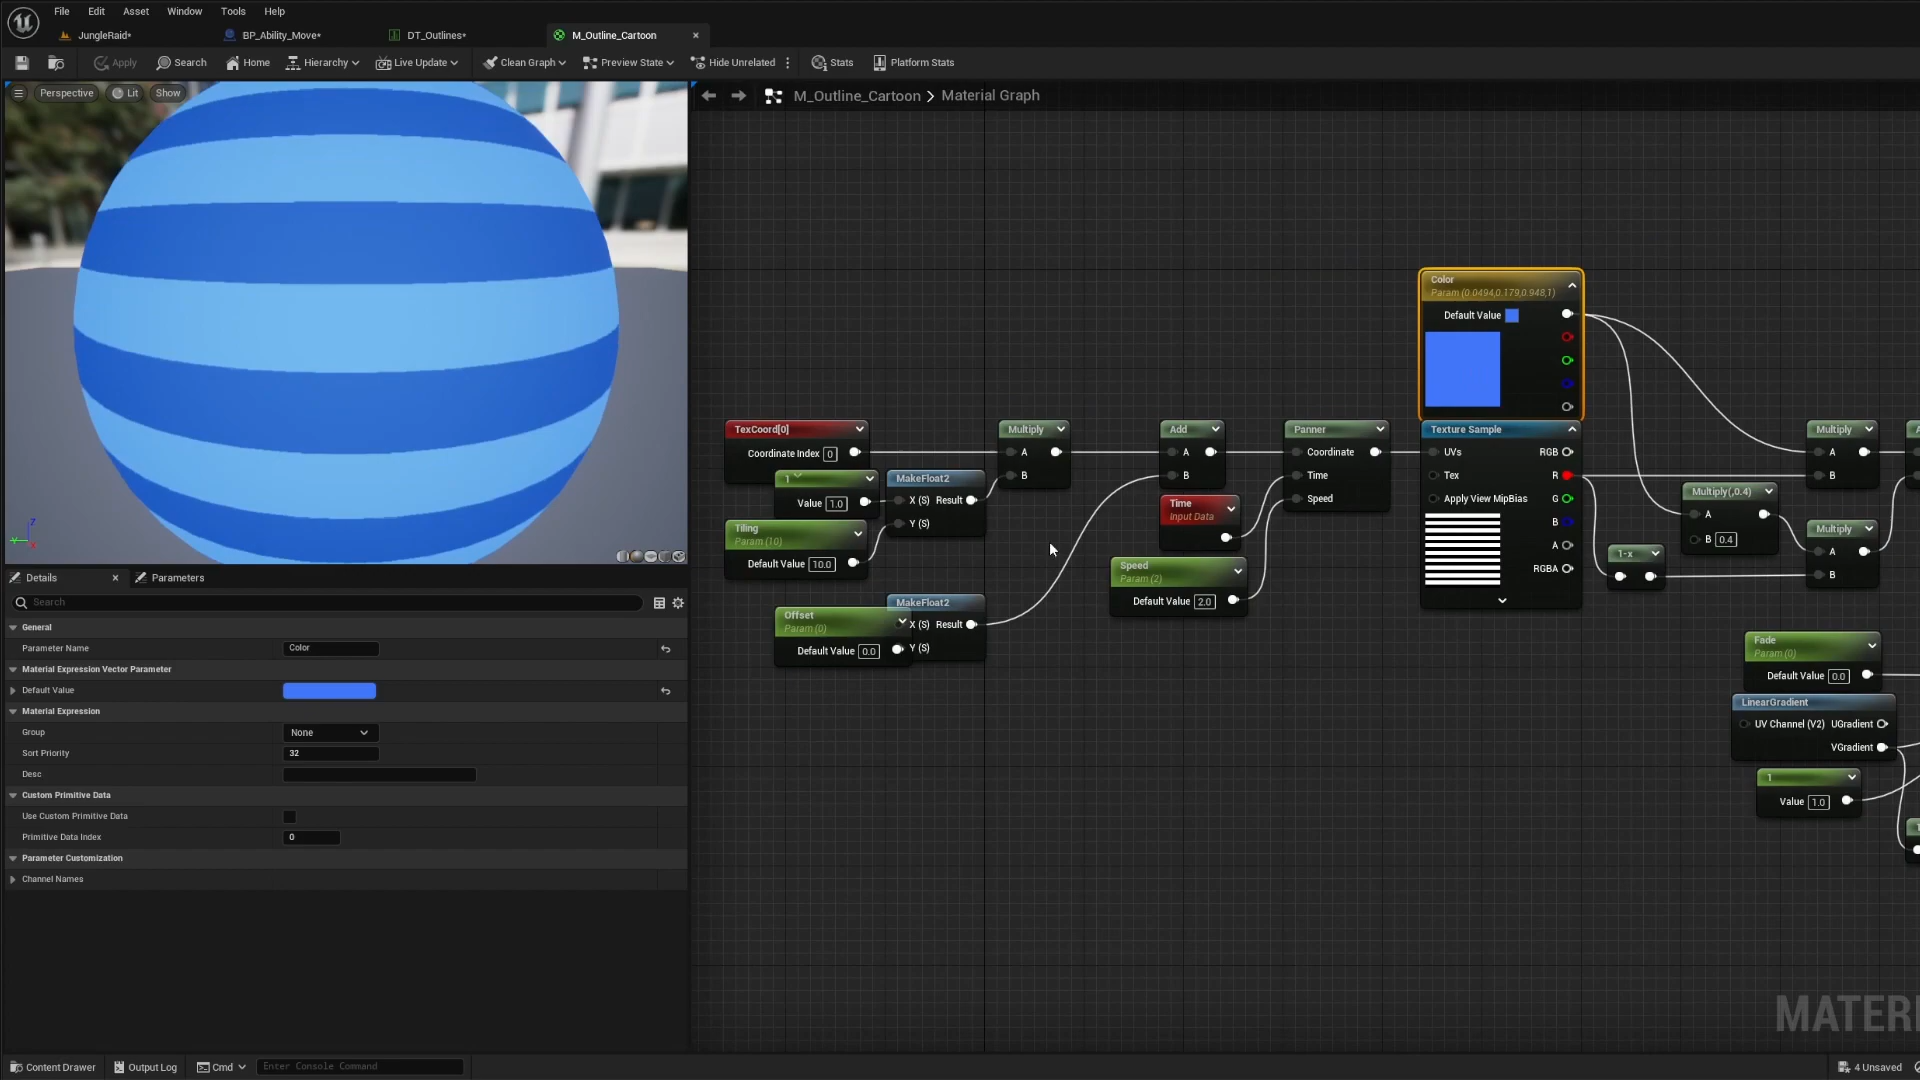 File Edit Asset Window Tools Help
JungleRaid* BP_Ability_Move* DT_Outlines* M_Outline_Cartoon
Apply Search Home Hierarchy Live Update Clean Graph Preview State Hide Unrelated Stats Platform Stats
Perspective Lit Show
M_Outline_Cartoon > Material Graph
Color
Param (0.0494,0.179,0.948,1)
Default Value
TexCoord[0]
Coordinate Index 0
1
Value 1.0
MakeFloat2
X (S) Result
Y (S)
Tiling
Param (10)
Default Value 10.0
Offset
Param (0)
Default Value 0.0
MakeFloat2
X (S) Result
Y (S)
Multiply
A
B
Add
A
B
Time
Input Data
Speed
Param (2)
Default Value 2.0
Panner
Coordinate
Time
Speed
Texture Sample
UVs RGB
Tex R
Apply View MipBias G
B
A
RGBA
1-x
Multiply(,0.4)
A
B 0.4
Multiply
A
B
Multiply
A
B
Fade
Param (0)
Default Value 0.0
LinearGradient
UV Channel (V2) UGradient
VGradient
1
Value 1.0
MATERI
Z
Details Parameters
Search
General
Parameter Name Color
Material Expression Vector Parameter
Default Value
Material Expression
Group None
Sort Priority 32
Desc
Custom Primitive Data
Use Custom Primitive Data
Primitive Data Index 0
Parameter Customization
Channel Names
Content Drawer Output Log Cmd Enter Console Command 4 Unsaved